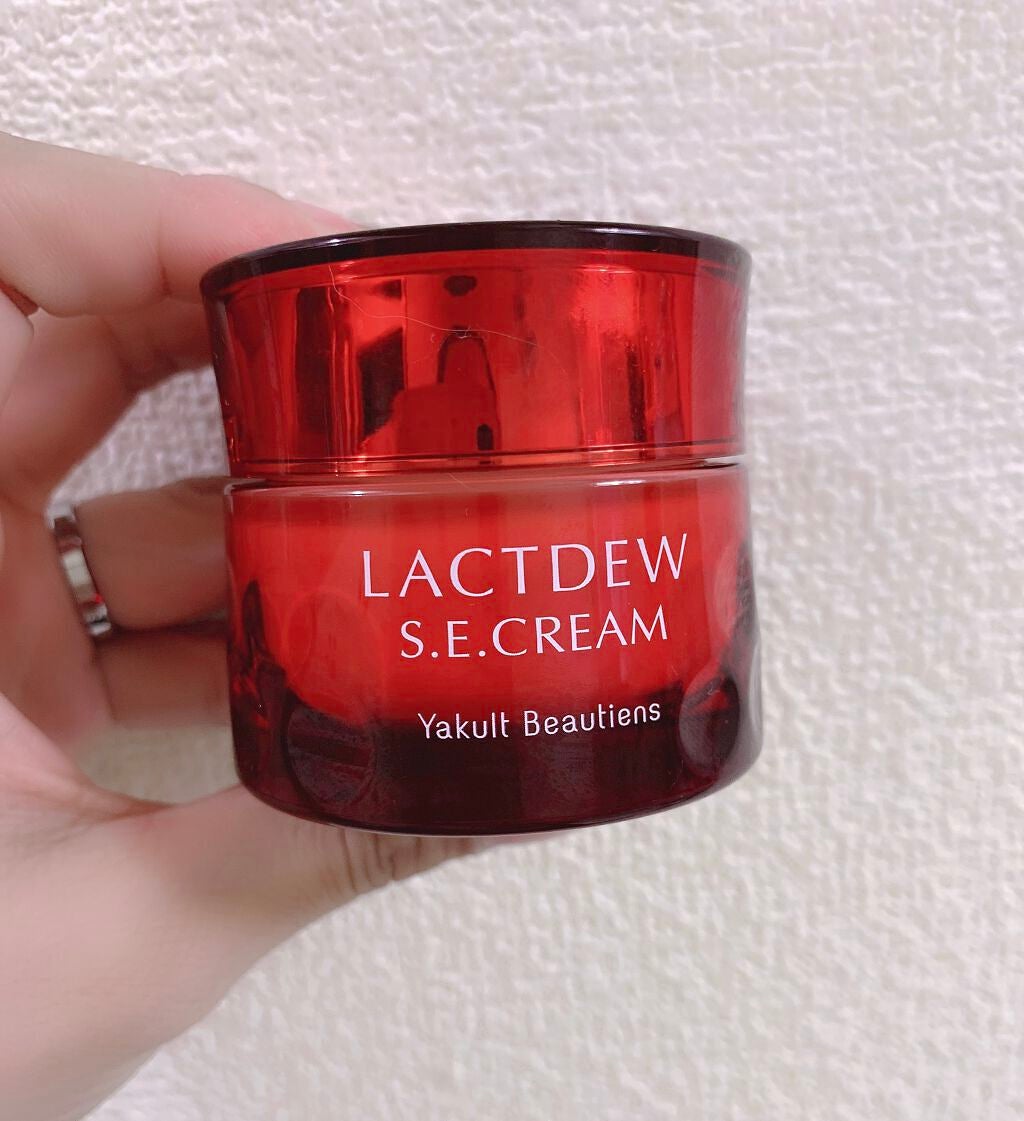 LACTDEW
S.E.CREAM
Yakult Beautiens